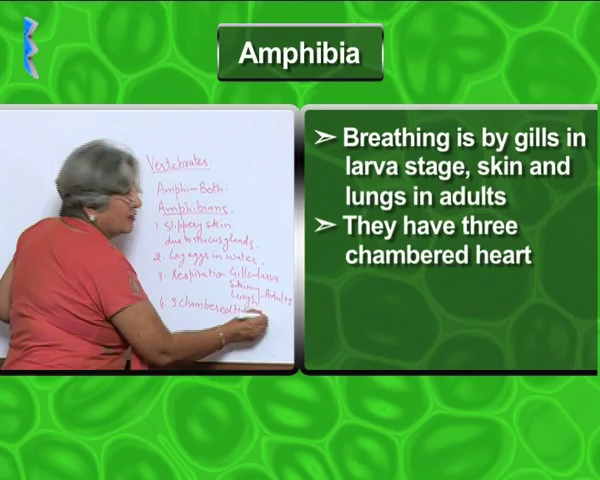 Amphibia
Vertebrates.
Amphi-Both.
Amphibians.
1 Slippery skin
due to mucus glands.
2. Lay eggs in water.
3. Respiration Gills-larva.
Skin
Lungs -Adults
4. 3 chambered
➢ Breathing is by gills in
larva stage, skin and
lungs in adults
➢ They have three
chambered heart